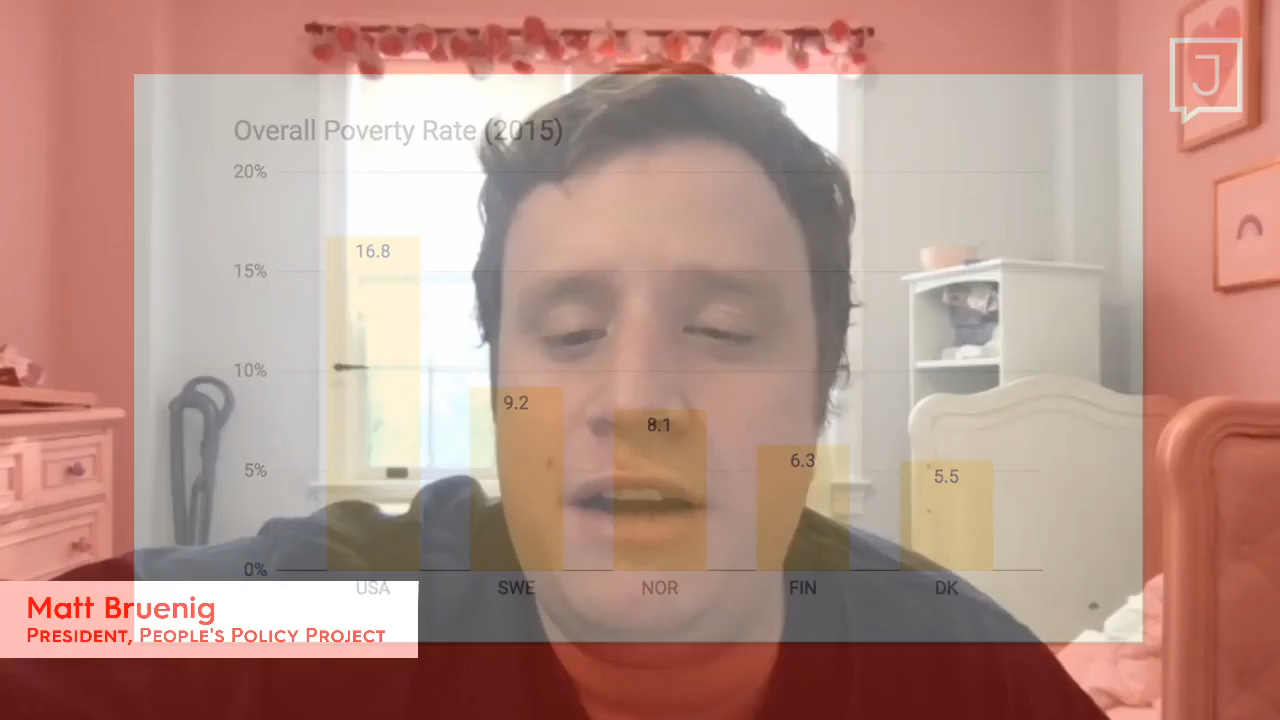 J
Overall Poverty Rate (2015)
20%
15%
10%
5%
0%
16.8
9.2
8.1
6.3
5.5
USA
SWE
NOR
FIN
DK
Matt Bruenig
PRESIDENT, PEOPLE'S POLICY PROJECT